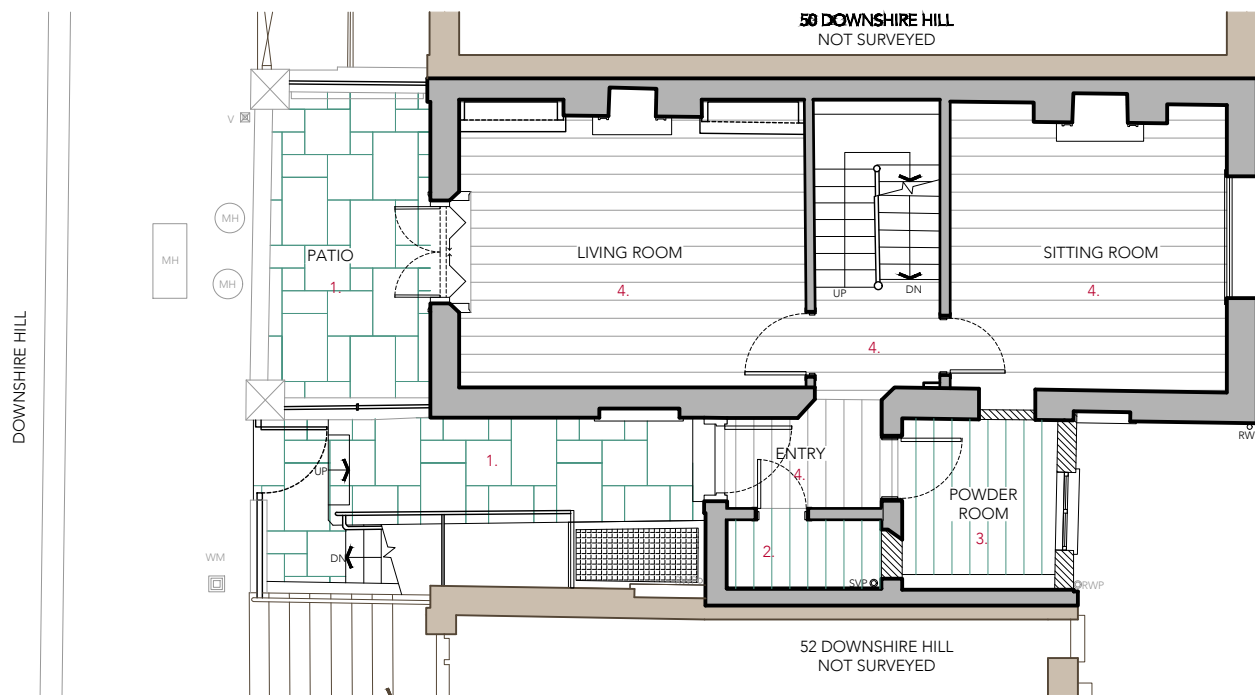 50 DOWNSHIRE HILL
NOT SURVEYED
V
MH
MH
MH
PATIO
1.
LIVING ROOM
4.
UP
DN
SITTING ROOM
4.
4.
DOWNSHIRE HILL
RW
UP
1.
ENTRY
4.
POWDER
ROOM
3.
DN
2.
WM
SVP
RWP
52 DOWNSHIRE HILL
NOT SURVEYED